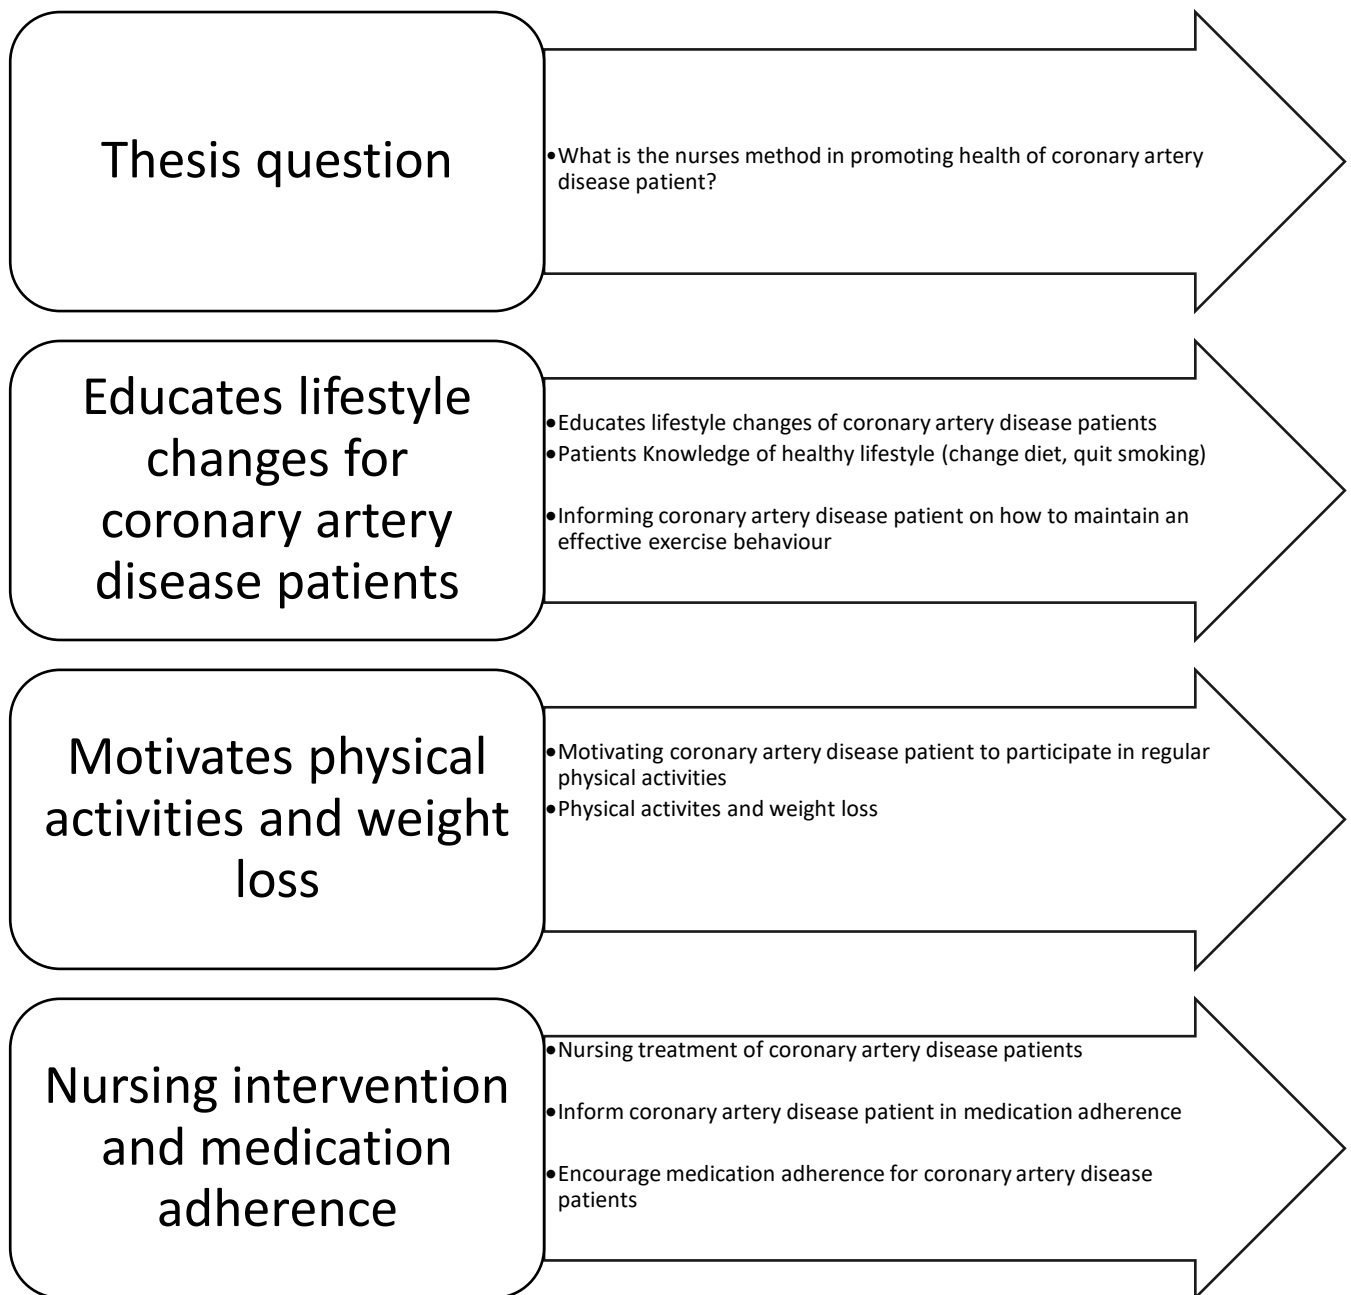 Thesis question
•What is the nurses method in promoting health of coronary artery
disease patient?
Educates lifestyle
changes for
coronary artery
disease patients
•Educates lifestyle changes of coronary artery disease patients
•Patients Knowledge of healthy lifestyle (change diet, quit smoking)
•Informing coronary artery disease patient on how to maintain an
effective exercise behaviour
Motivates physical
activities and weight
loss
•Motivating coronary artery disease patient to participate in regular
physical activities
•Physical activites and weight loss
Nursing intervention
and medication
adherence
•Nursing treatment of coronary artery disease patients
•Inform coronary artery disease patient in medication adherence
•Encourage medication adherence for coronary artery disease
patients